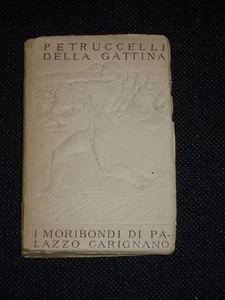 PETRUCCELLI
DELLA GATTINA
I MORIBONDI DI PA-
LAZZO CARIGNANO